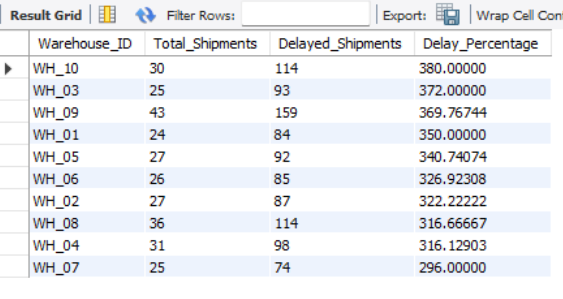 Result Grid Filter Rows: Export: Wrap Cell Con
Warehouse_ID Total_Shipments Delayed_Shipments Delay_Percentage
WH_10 30 114 380.00000
WH_03 25 93 372.00000
WH_09 43 159 369.76744
WH_01 24 84 350.00000
WH_05 27 92 340.74074
WH_06 26 85 326.92308
WH_02 27 87 322.22222
WH_08 36 114 316.66667
WH_04 31 98 316.12903
WH_07 25 74 296.00000